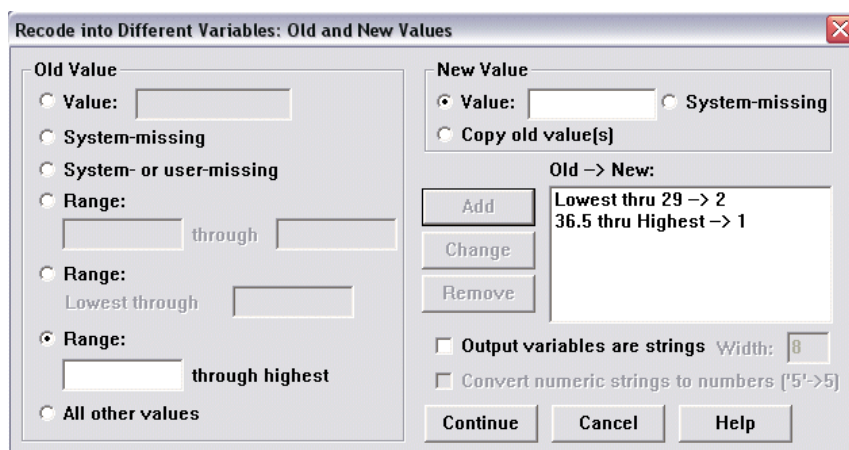 Recode into Different Variables: Old and New Values
Old Value
Value:
System-missing
System- or user-missing
Range:
through
Range:
Lowest through
Range:
through highest
All other values
New Value
Value:
System-missing
Copy old value(s)
Old –> New:
Add
Change
Remove
Lowest thru 29 –> 2
36.5 thru Highest –> 1
Output variables are strings Width: 8
Convert numeric strings to numbers ('5'->5)
Continue Cancel Help